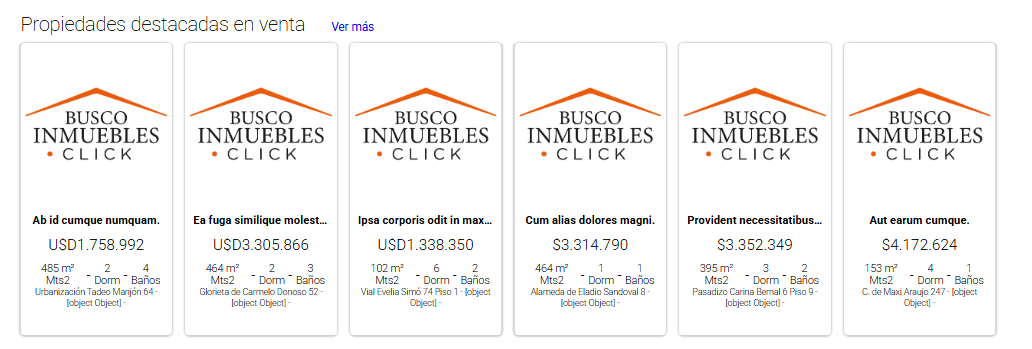 Propiedades destacadas en venta Ver más
BUSCO
INMUEBLES
• CLICK
Ab id cumque numquam.
U$D1.758.992
485 m² Mts2 - 2 Dorm - 4 Baños
Urbanización Tadeo Manjón 64 -
[object Object] -
BUSCO
INMUEBLES
• CLICK
Ea fuga similique molest...
U$D3.305.866
464 m² Mts2 - 2 Dorm - 3 Baños
Glorieta de Carmelo Donoso 52 -
[object Object] -
BUSCO
INMUEBLES
• CLICK
Ipsa corporis odit in max...
U$D1.338.350
102 m² Mts2 - 6 Dorm - 2 Baños
Vial Evelia Simó 74 Piso 1 - [object
Object] -
BUSCO
INMUEBLES
• CLICK
Cum alias dolores magni.
$3.314.790
464 m² Mts2 - 1 Dorm - 1 Baños
Alameda de Eladio Sandoval 8 -
[object Object] -
BUSCO
INMUEBLES
• CLICK
Provident necessitatibus...
$3.352.349
395 m² Mts2 - 3 Dorm - 2 Baños
Pasadizo Carina Bernal 6 Piso 9 -
[object Object] -
BUSCO
INMUEBLES
• CLICK
Aut earum cumque.
$4.172.624
153 m² Mts2 - 4 Dorm - 1 Baños
C. de Maxi Araujo 247 - [object
Object] -